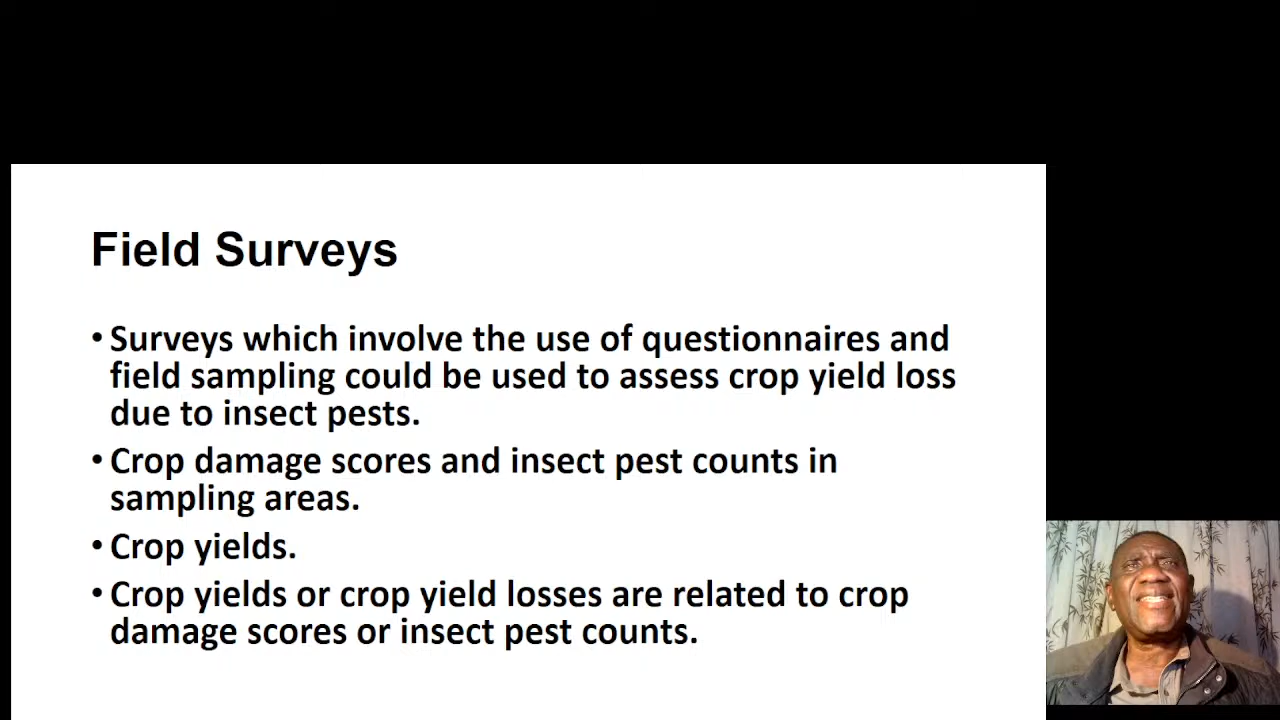 Field Surveys
• Surveys which involve the use of questionnaires and
field sampling could be used to assess crop yield loss
due to insect pests.
• Crop damage scores and insect pest counts in
sampling areas.
• Crop yields.
• Crop yields or crop yield losses are related to crop
damage scores or insect pest counts.